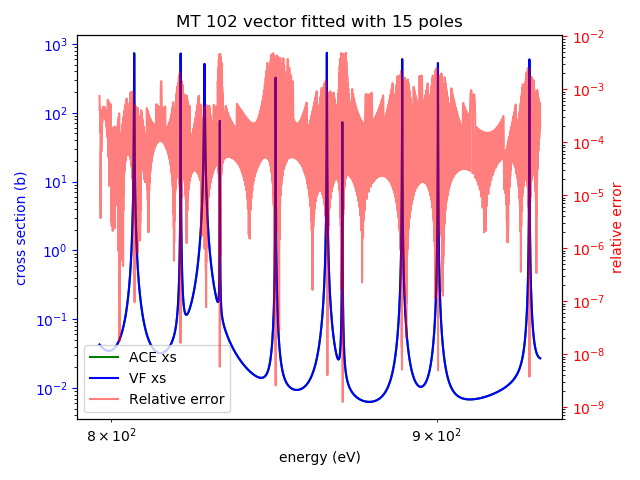 MT 102 vector fitted with 15 poles
10³
10²
10¹
10⁰
10⁻¹
10⁻²
cross section (b)
10⁻²
10⁻³
10⁻⁴
10⁻⁵
10⁻⁶
10⁻⁷
10⁻⁸
10⁻⁹
relative error
ACE xs
VF xs
Relative error
8 × 10²
9 × 10²
energy (eV)